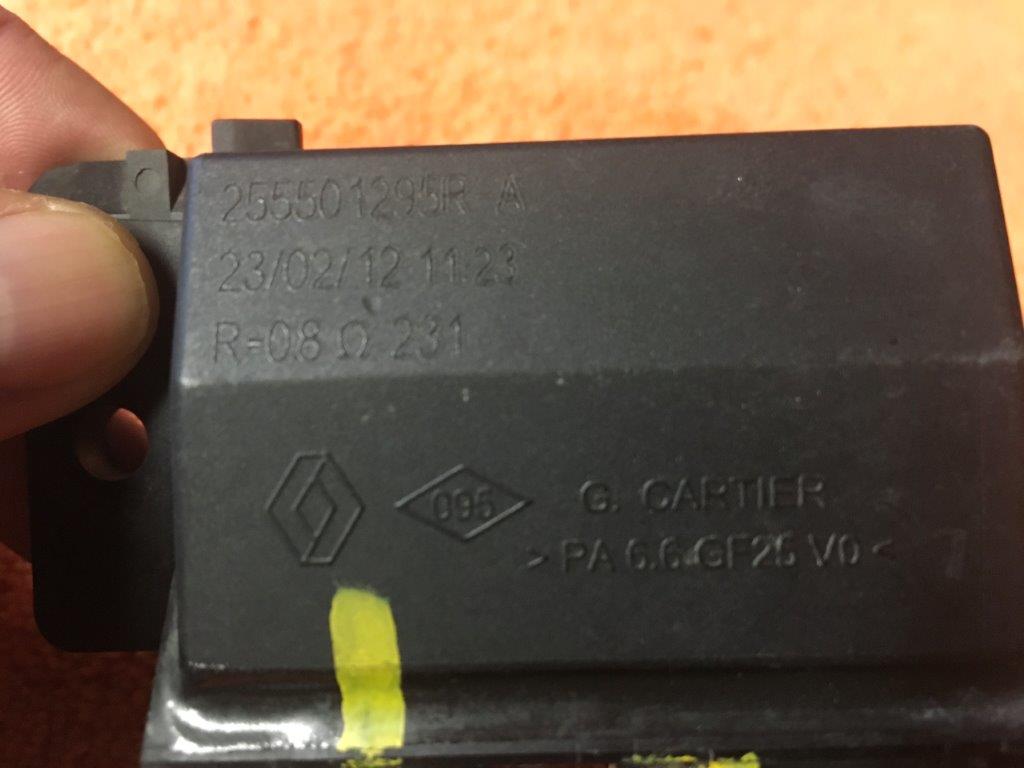 255501295R-A
23/02/12 11:23
R=0.8 Ω 231
095 G. CARTIER
> PA 6.6-GF25 V0 <